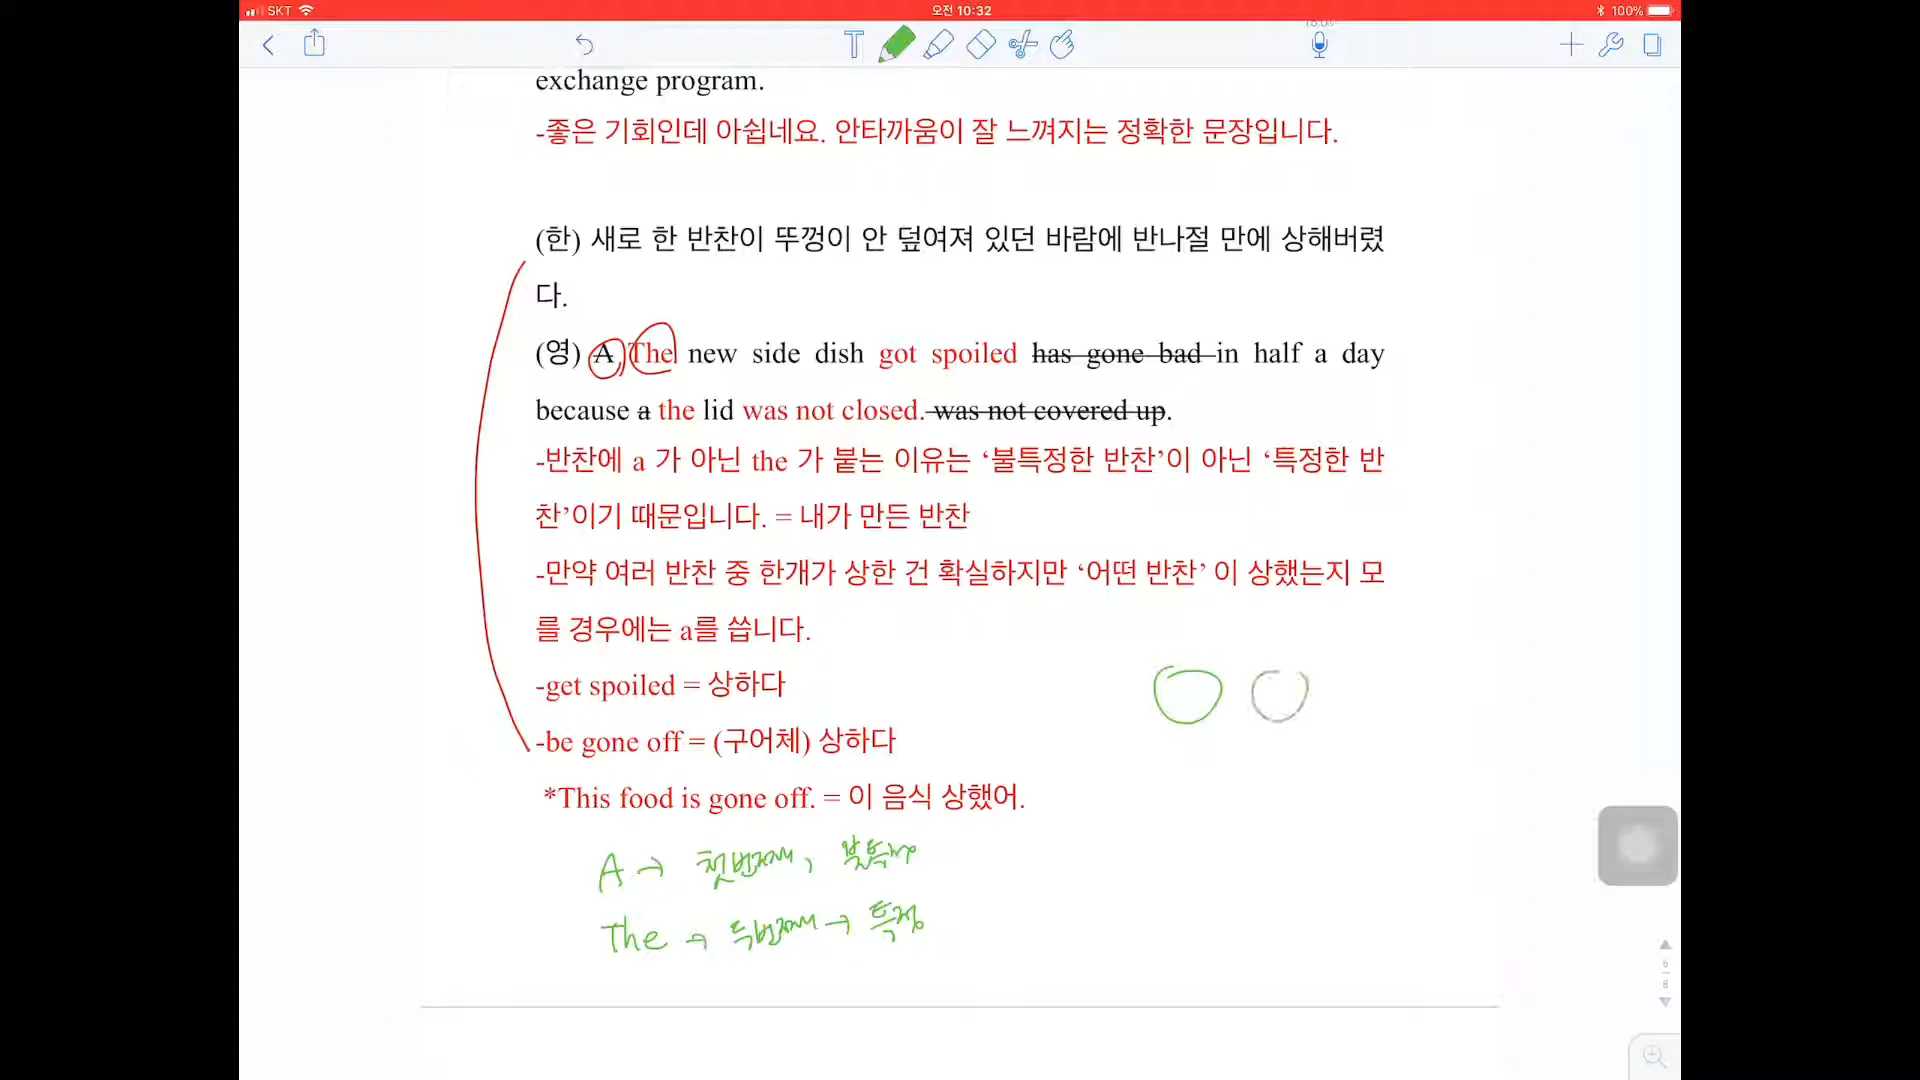 SKT 오전 10:32 100%
exchange program.
-좋은 기회인데 아쉽네요. 안타까움이 잘 느껴지는 정확한 문장입니다.
(한) 새로 한 반찬이 뚜껑이 안 덮여져 있던 바람에 반나절 만에 상해버렸
다.
(영) A The new side dish got spoiled has gone bad in half a day
because a the lid was not closed. was not covered up.
-반찬에 a 가 아닌 the 가 붙는 이유는 ‘불특정한 반찬’이 아닌 ‘특정한 반
찬’이기 때문입니다. = 내가 만든 반찬
-만약 여러 반찬 중 한개가 상한 건 확실하지만 ‘어떤 반찬’ 이 상했는지 모
를 경우에는 a를 씁니다.
-get spoiled = 상하다
-be gone off = (구어체) 상하다
*This food is gone off. = 이 음식 상했어.
A → 첫번째,
The → 두번째 → 특정
6
8